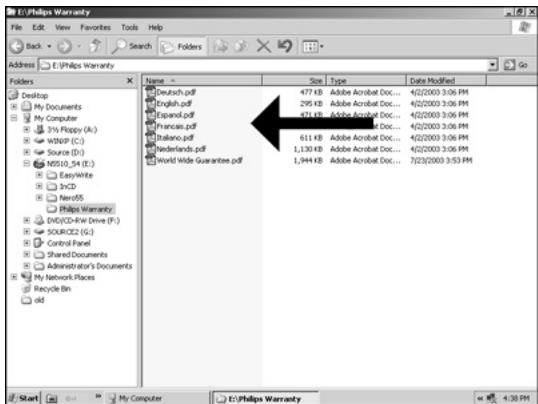 E:\Philips Warranty
File Edit View Favorites Tools Help
Back Search Folders
Address E:\Philips Warranty Go
Folders X Name Size Type Date Modified
Desktop Deutsch.pdf 477 KB Adobe Acrobat Doc... 4/2/2003 3:06 PM
My Documents English.pdf 295 KB Adobe Acrobat Doc... 4/2/2003 3:06 PM
My Computer Espanol.pdf 471 KB Adobe Acrobat Doc... 4/2/2003 3:06 PM
3½ Floppy (A:) Francais.pdf 4/2/2003 3:06 PM
WINXP (C:) Italiano.pdf 611 KB Adobe Acrobat Doc... 4/2/2003 3:06 PM
Source (D:) Nederlands.pdf 1,130 KB Adobe Acrobat Doc... 4/2/2003 3:06 PM
NS510_54 (E:) World Wide Guarantee.pdf 1,944 KB Adobe Acrobat Doc... 7/23/2003 3:53 PM
EasyWrite
InCD
Nero55
Philips Warranty
DVD/CD-RW Drive (F:)
SOURCE2 (G:)
Control Panel
Shared Documents
Administrator's Documents
My Network Places
Recycle Bin
old
Start My Computer E:\Philips Warranty 4:38 PM